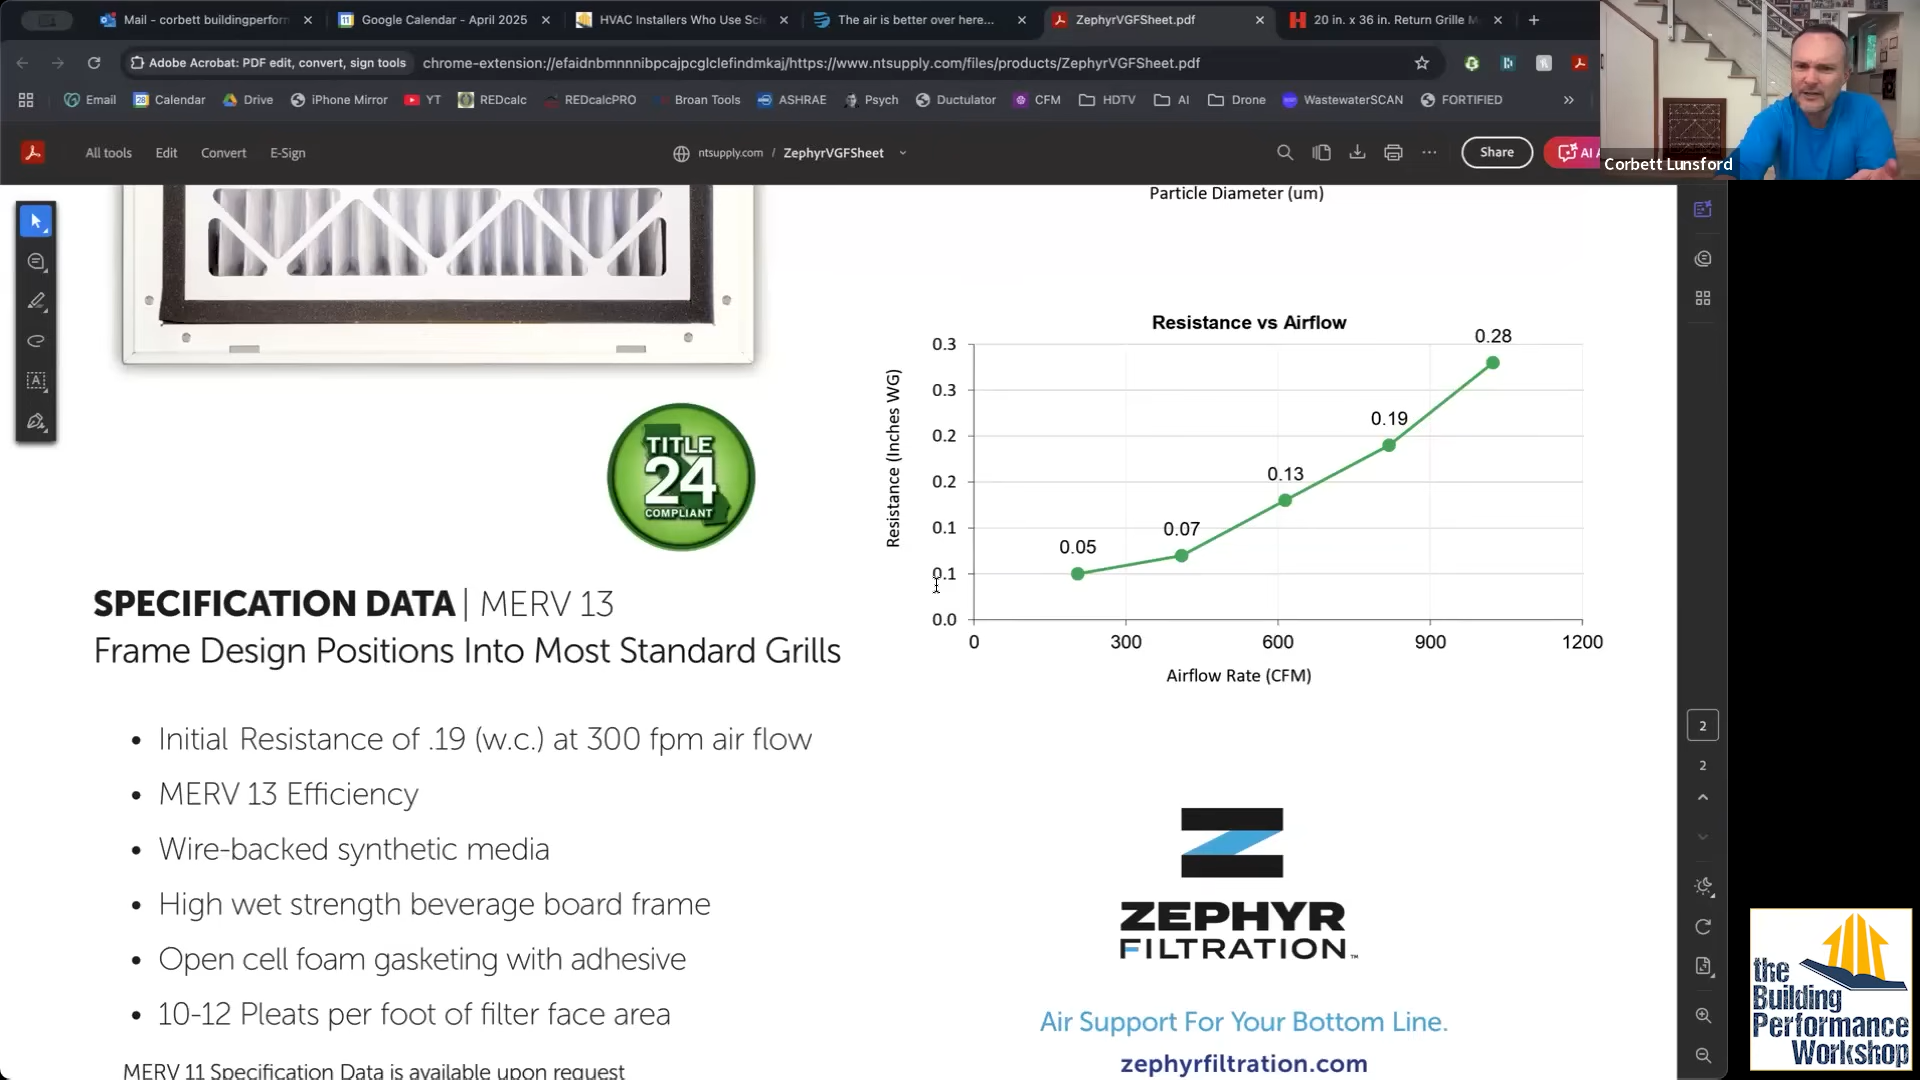 Mail – corbett buildingperforn
Google Calendar - April 2025
HVAC Installers Who Use Sci
The air is better over here...
ZephyrVGFSheet.pdf
20 in. x 36 in. Return Grille M
Adobe Acrobat: PDF edit, convert, sign tools
chrome-extension://efaidnbmnnnibpcajpcglclefindmkaj/https://www.ntsupply.com/files/products/ZephyrVGFSheet.pdf
Email
Calendar
Drive
iPhone Mirror
YT
REDcalc
REDcalcPRO
Broan Tools
ASHRAE
Psych
Ductulator
CFM
HDTV
AI
Drone
WastewaterSCAN
FORTIFIED
All tools
Edit
Convert
E-Sign
ntsupply.com / ZephyrVGFSheet
Share
AI A
Corbett Lunsford
Particle Diameter (um)
Resistance vs Airflow
Resistance (Inches WG)
0.3
0.3
0.2
0.2
0.1
0.1
0.0
0.05
0.07
0.13
0.19
0.28
0
300
600
900
1200
Airflow Rate (CFM)
TITLE
24
COMPLIANT
SPECIFICATION DATA | MERV 13
Frame Design Positions Into Most Standard Grills
• Initial Resistance of .19 (w.c.) at 300 fpm air flow
• MERV 13 Efficiency
• Wire-backed synthetic media
• High wet strength beverage board frame
• Open cell foam gasketing with adhesive
• 10-12 Pleats per foot of filter face area
MERV 11 Specification Data is available upon request
ZEPHYR
FILTRATION™
Air Support For Your Bottom Line.
zephyrfiltration.com
2
2
the
Building
Performance
Workshop